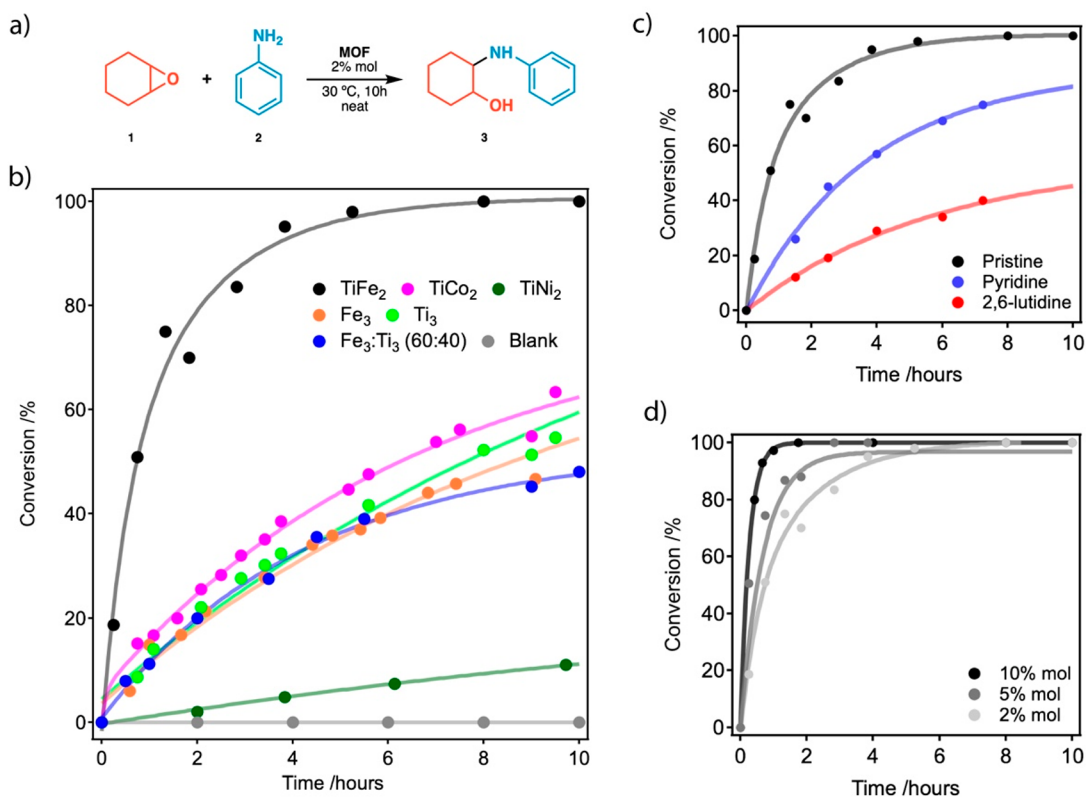 a)
NH₂
O
+
MOF
2% mol
30 ºC, 10h
neat
NH
OH
1
2
3
b)
Conversion /%
100
80
60
40
20
0
TiFe₂ TiCo₂ TiNi₂
Fe₃ Ti₃
Fe₃:Ti₃ (60:40) Blank
0 2 4 6 8 10
Time /hours
c)
Conversion /%
100
80
60
40
20
0
Pristine
Pyridine
2,6-lutidine
0 2 4 6 8 10
Time /hours
d)
Conversion /%
100
80
60
40
20
0
10% mol
5% mol
2% mol
0 2 4 6 8 10
Time /hours